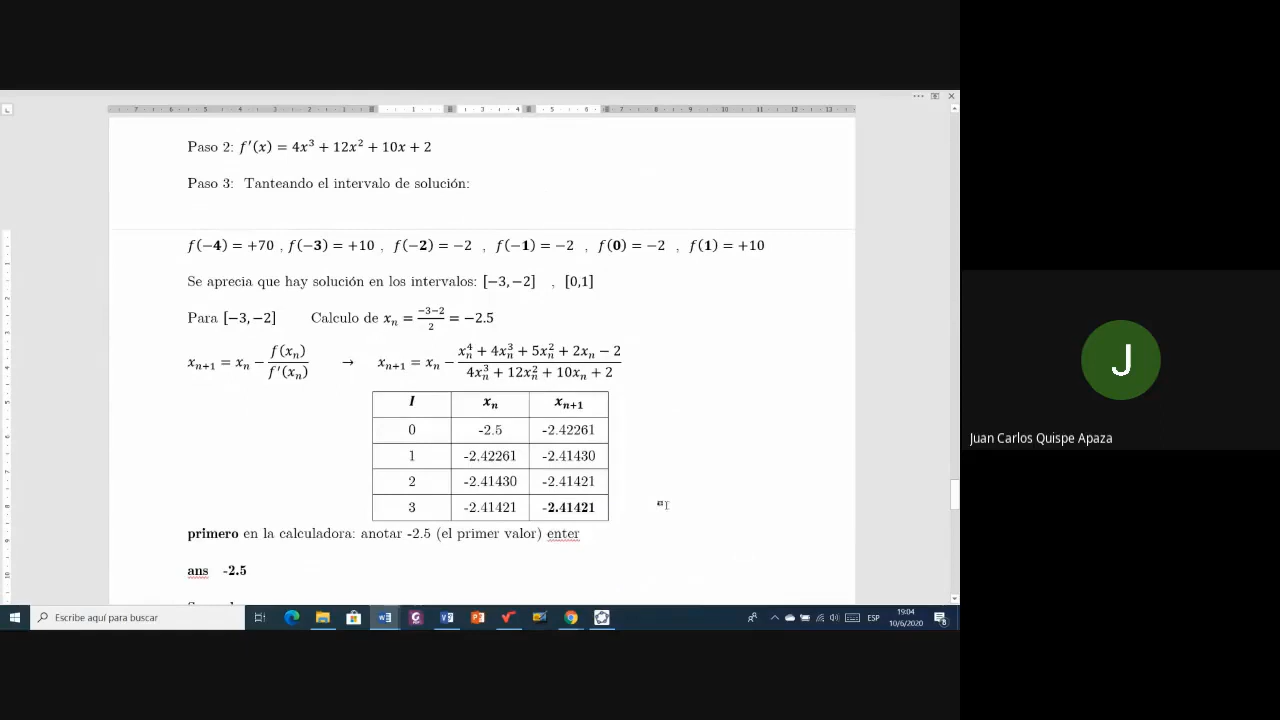 Paso 2: f′(x) = 4x³ + 12x² + 10x + 2
Paso 3: Tanteando el intervalo de solución:
f(−4) = +70 , f(−3) = +10 , f(−2) = −2 , f(−1) = −2 , f(0) = −2 , f(1) = +10
Se aprecia que hay solución en los intervalos: [−3, −2] , [0,1]
Para [−3, −2] Calculo de xₙ = (−3−2)/2 = −2.5
xₙ₊₁ = xₙ − f(xₙ)/f′(xₙ) → xₙ₊₁ = xₙ − (xₙ⁴ + 4xₙ³ + 5xₙ² + 2xₙ − 2)/(4xₙ³ + 12xₙ² + 10xₙ + 2)
I xₙ xₙ₊₁
0 -2.5 -2.42261
1 -2.42261 -2.41430
2 -2.41430 -2.41421
3 -2.41421 -2.41421
primero en la calculadora: anotar -2.5 (el primer valor) enter
ans -2.5
J
Juan Carlos Quispe Apaza
Escribe aquí para buscar
ESP
19:04
10/6/2020